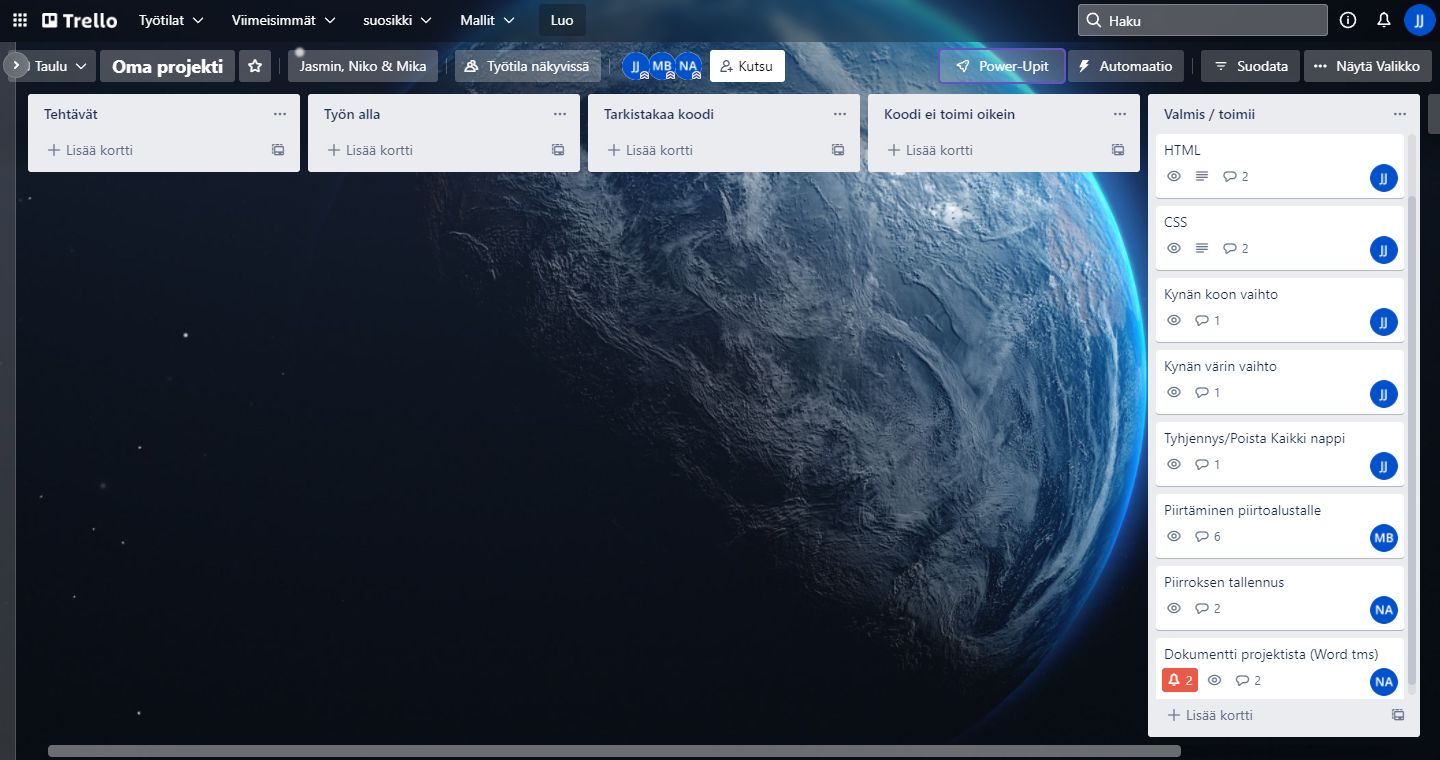 Trello Työtilat Viimeisimmät suosikki Mallit Luo Haku JJ
Taulu Oma projekti Jasmin, Niko & Mika Työtila näkyvissä JJ MB NA Kutsu Power-Upit Automaatio Suodata Näytä Valikko
Tehtävät
Lisää kortti
Työn alla
Lisää kortti
Tarkistakaa koodi
Lisää kortti
Koodi ei toimi oikein
Lisää kortti
Valmis / toimii
HTML
2 JJ
CSS
2 JJ
Kynän koon vaihto
1 JJ
Kynän värin vaihto
1 JJ
Tyhjennys/Poista Kaikki nappi
1 JJ
Piirtäminen piirtoalustalle
6 MB
Piirroksen tallennus
2 NA
Dokumentti projektista (Word tms)
2 2 NA
Lisää kortti